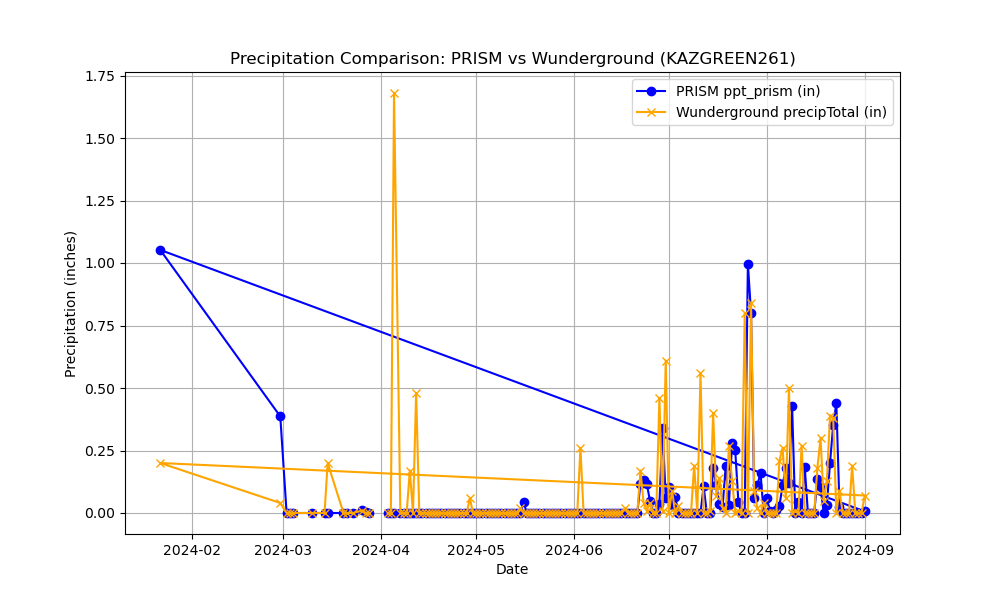 Precipitation Comparison: PRISM vs Wunderground (KAZGREEN261)
PRISM ppt_prism (in)
Wunderground precipTotal (in)
Precipitation (inches)
1.75
1.50
1.25
1.00
0.75
0.50
0.25
0.00
2024-02 2024-03 2024-04 2024-05 2024-06 2024-07 2024-08 2024-09
Date